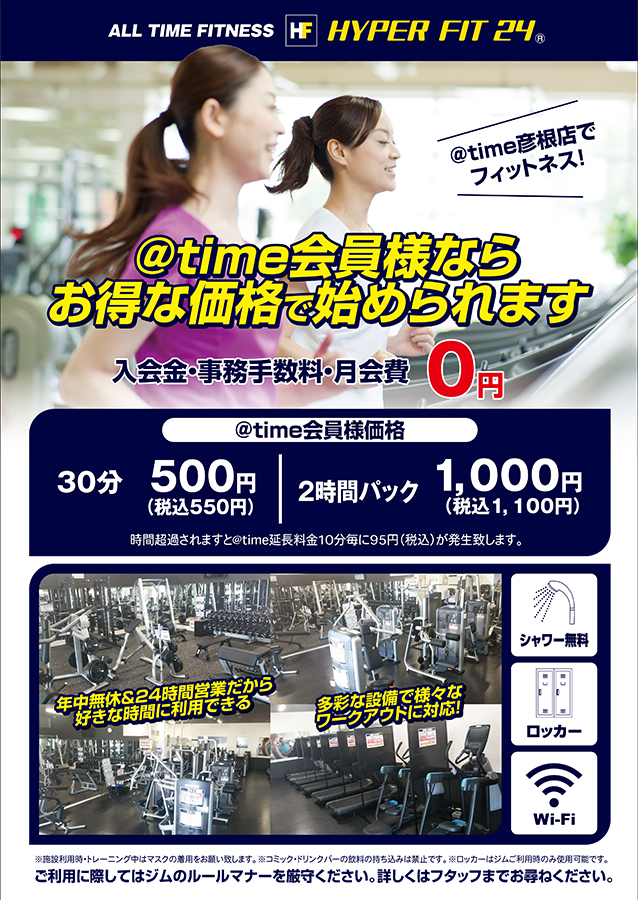 ALL TIME FITNESS HF HYPER FIT 24®
@time彦根店で
フィットネス!
@time会員様なら
お得な価格で始められます
入会金・事務手数料・月会費 0円
@time会員様価格
30分 500円 2時間パック 1,000円
(税込550円) (税込1,100円)
時間超過されますと@time延長料金10分毎に95円(税込)が発生致します。
年中無休&24時間営業だから
好きな時間に利用できる
多彩な設備で様々な
ワークアウトに対応!
シャワー無料
ロッカー
Wi-Fi
※施設利用時・トレーニング中はマスクの着用をお願い致します。※コミック・ドリンクバーの飲料の持ち込みは禁止です。※ロッカーはジムご利用時のみ使用可能です。
ご利用に際してはジムのルールマナーを厳守ください。詳しくはフタッフまでお尋ねください。